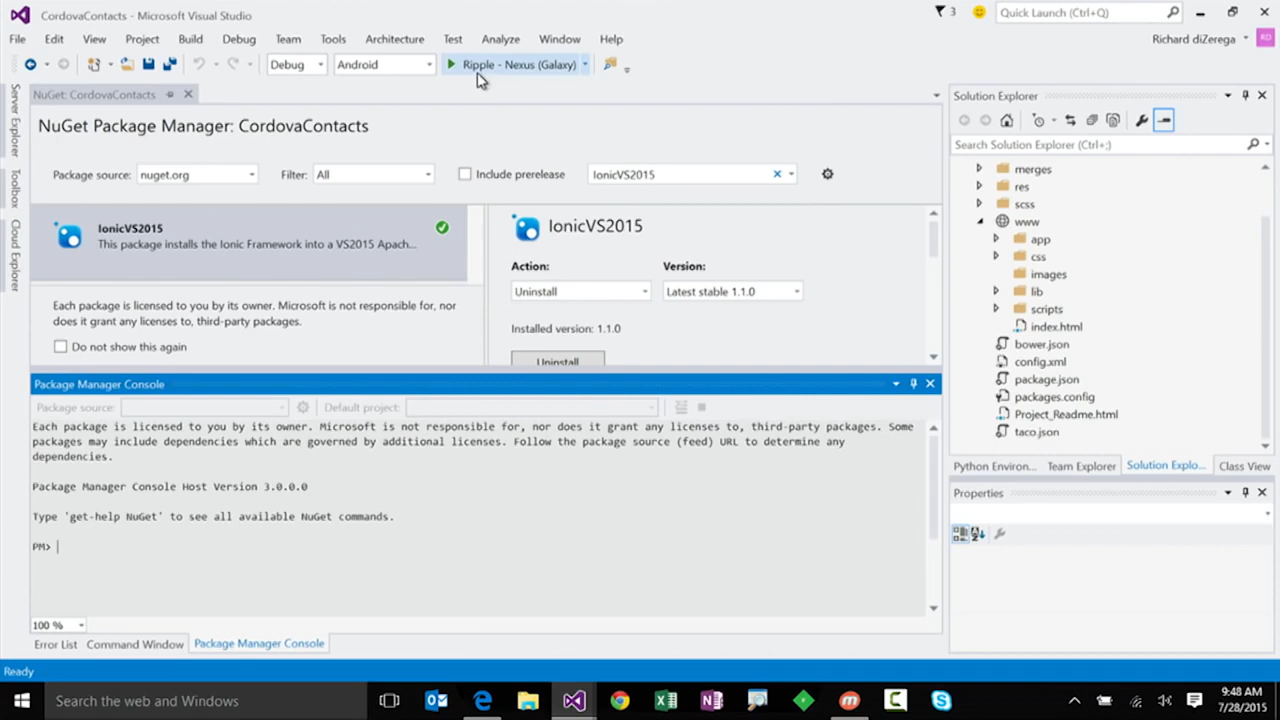 CordovaContacts - Microsoft Visual Studio
3
Quick Launch (Ctrl+Q)
File Edit View Project Build Debug Team Tools Architecture Test Analyze Window Help
Richard diZerega
RD
Debug
Android
Ripple - Nexus (Galaxy)
Server Explorer
Toolbox
Cloud Explorer
NuGet: CordovaContacts
NuGet Package Manager: CordovaContacts
Package source: nuget.org
Filter: All
Include prerelease
IonicVS2015
IonicVS2015
This package installs the Ionic Framework into a VS2015 Apach...
Each package is licensed to you by its owner. Microsoft is not responsible for, nor
does it grant any licenses to, third-party packages.
Do not show this again
IonicVS2015
Action: Version:
Uninstall Latest stable 1.1.0
Installed version: 1.1.0
Uninstall
Package Manager Console
Package source: Default project:
Each package is licensed to you by its owner. Microsoft is not responsible for, nor does it grant any licenses to, third-party packages. Some
packages may include dependencies which are governed by additional licenses. Follow the package source (feed) URL to determine any
dependencies.
Package Manager Console Host Version 3.0.0.0
Type 'get-help NuGet' to see all available NuGet commands.
PM>
100 %
Error List Command Window Package Manager Console
Solution Explorer
Search Solution Explorer (Ctrl+;)
merges
res
scss
www
app
css
images
lib
scripts
index.html
bower.json
config.xml
package.json
packages.config
Project_Readme.html
taco.json
Python Environ... Team Explorer Solution Explo... Class View
Properties
Ready
Search the web and Windows
9:48 AM
7/28/2015